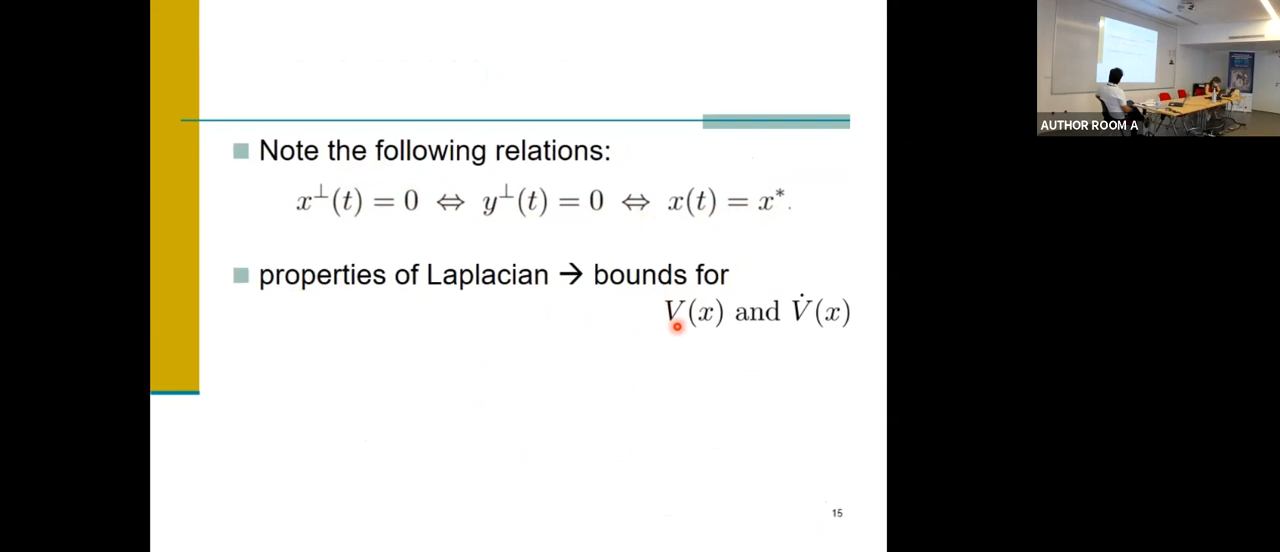 Note the following relations:
x⊥(t) = 0 ⇔ y⊥(t) = 0 ⇔ x(t) = x*.
properties of Laplacian → bounds for
V(x) and V̇(x)
15
AUTHOR ROOM A